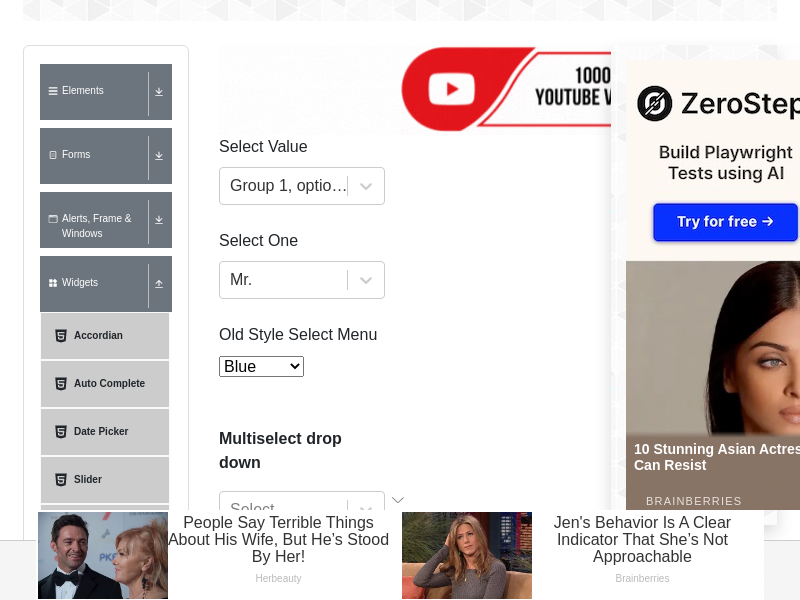 Elements
Forms
Alerts, Frame &
Windows
Widgets
Accordian
Auto Complete
Date Picker
Slider
1000
YOUTUBE V
Select Value
Group 1, optio...
Select One
Mr.
Old Style Select Menu
Blue
Multiselect drop
down
Select...
ZeroStep
Build Playwright
Tests using AI
Try for free →
10 Stunning Asian Actres
Can Resist
BRAINBERRIES
People Say Terrible Things
About His Wife, But He's Stood
By Her!
Herbeauty
Jen's Behavior Is A Clear
Indicator That She's Not
Approachable
Brainberries